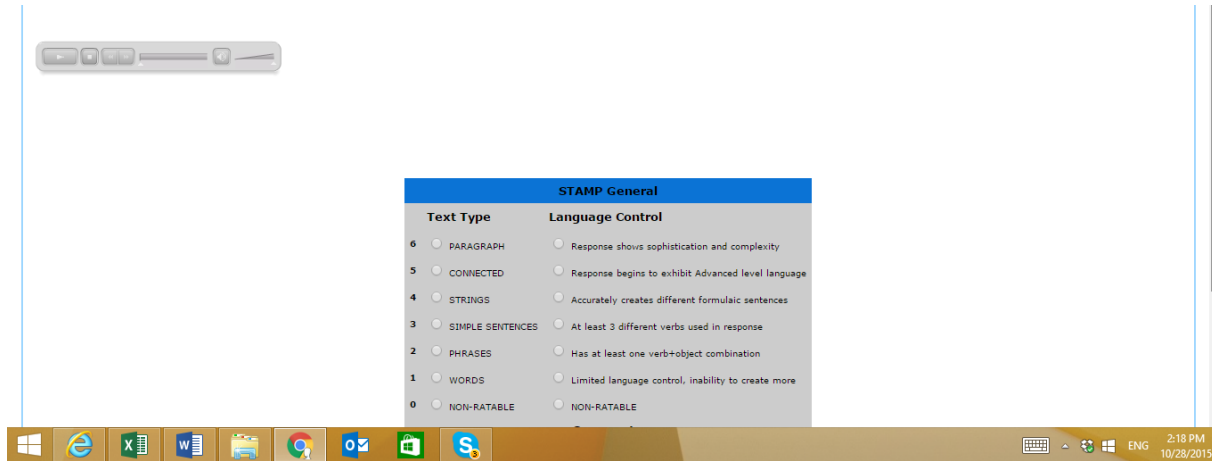 STAMP General
Text Type Language Control
6 PARAGRAPH Response shows sophistication and complexity
5 CONNECTED Response begins to exhibit Advanced level language
4 STRINGS Accurately creates different formulaic sentences
3 SIMPLE SENTENCES At least 3 different verbs used in response
2 PHRASES Has at least one verb+object combination
1 WORDS Limited language control, inability to create more
0 NON-RATABLE NON-RATABLE
ENG 2:18 PM
10/28/2015